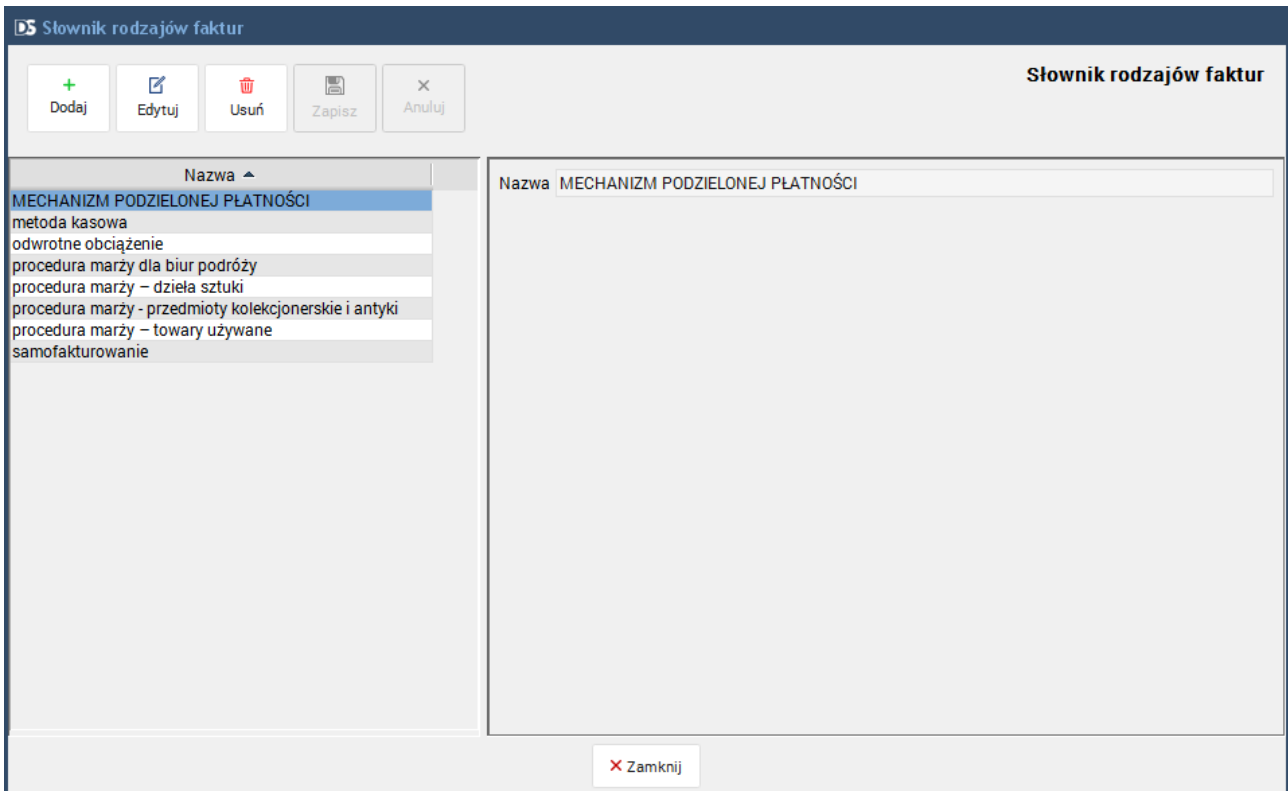 DS Słownik rodzajów faktur
Słownik rodzajów faktur
Dodaj Edytuj Usuń Zapisz Anuluj
Nazwa
MECHANIZM PODZIELONEJ PŁATNOŚCI
metoda kasowa
odwrotne obciążenie
procedura marży dla biur podróży
procedura marży – dzieła sztuki
procedura marży - przedmioty kolekcjonerskie i antyki
procedura marży – towary używane
samofakturowanie
Nazwa MECHANIZM PODZIELONEJ PŁATNOŚCI
Zamknij